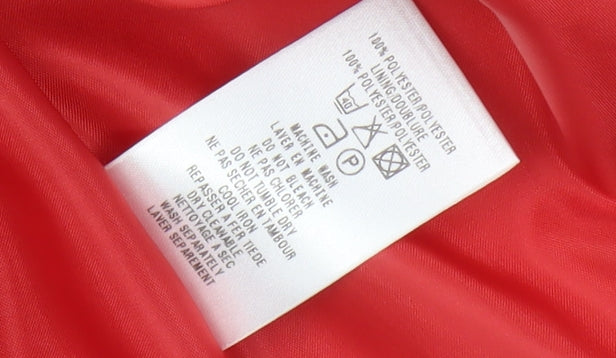 100% POLYESTER/POLYESTER
LINING/DOUBLURE
100% POLYESTER/POLYESTER
40
P
MACHINE WASH
LAVER EN MACHINE
DO NOT BLEACH
NE PAS CHLORER
DO NOT TUMBLE DRY
NE PAS SECHER EN TAMBOUR
COOL IRON
REPASSER A FER TIEDE
DRY CLEANABLE
NETTOYAGE A SEC
WASH SEPARATELY
LAVER SEPAREMENT